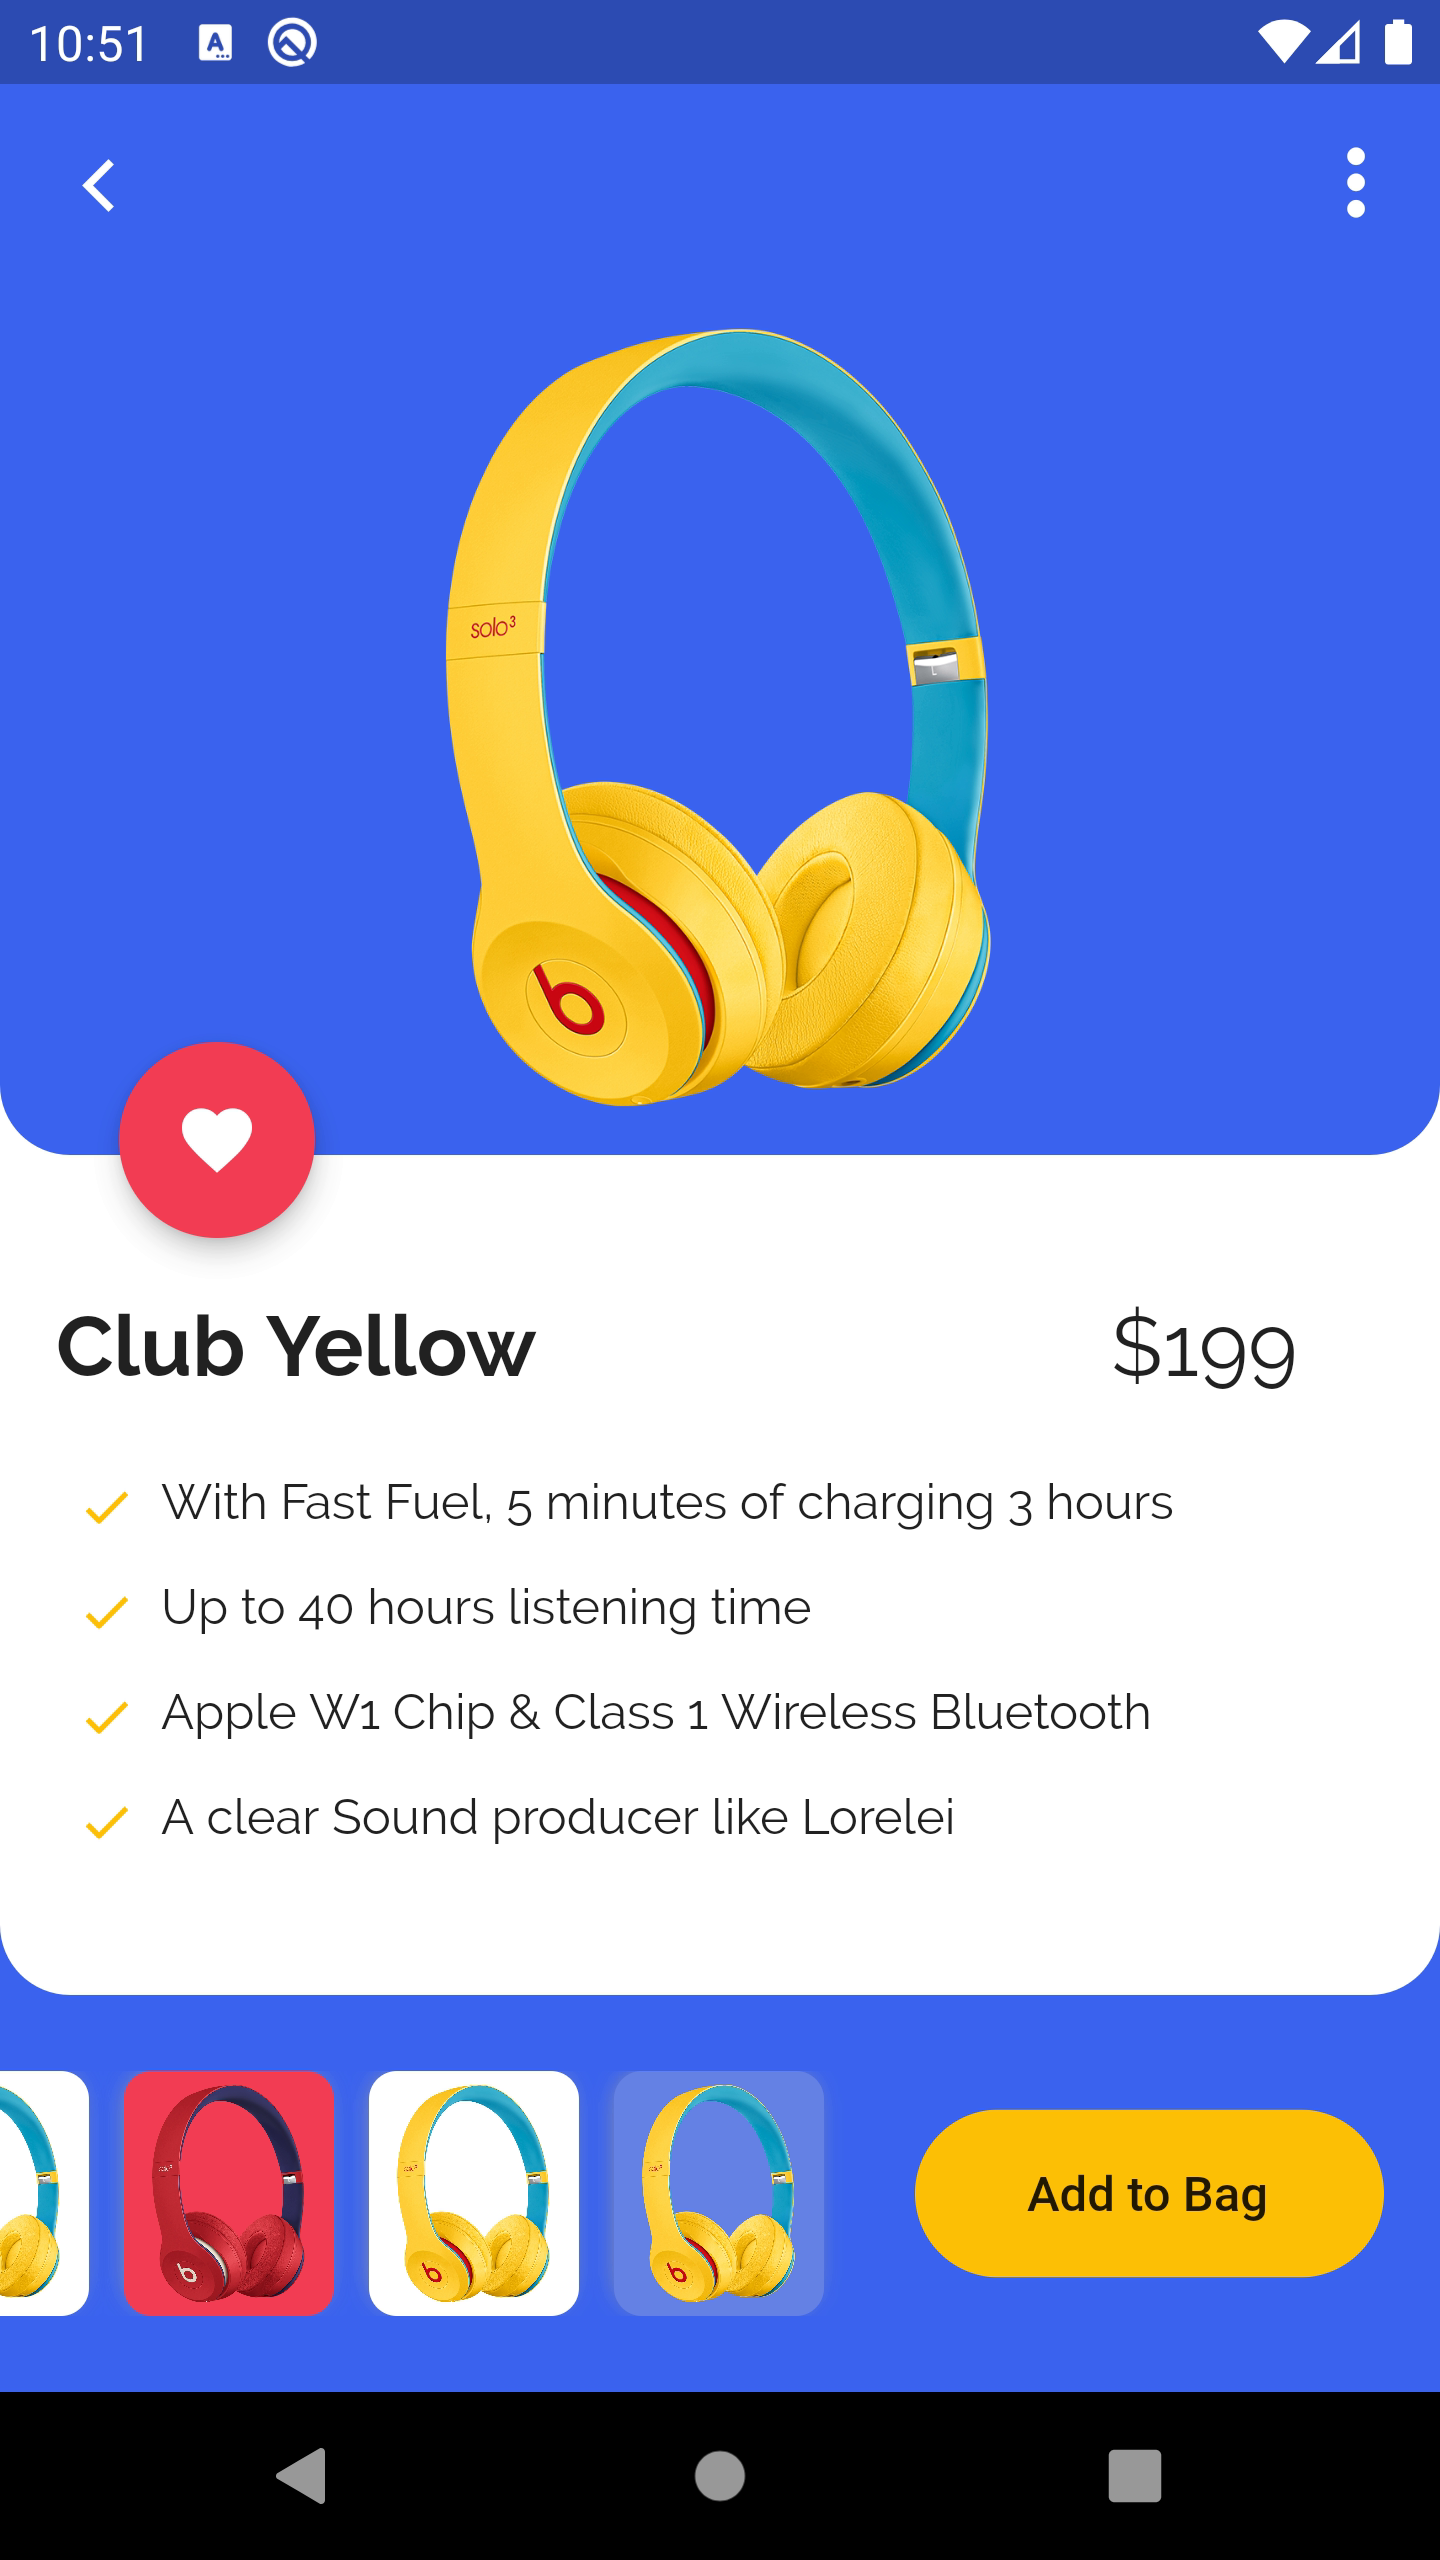 10:51
solo3
b
Club Yellow
$199
With Fast Fuel, 5 minutes of charging 3 hours
Up to 40 hours listening time
Apple W1 Chip & Class 1 Wireless Bluetooth
A clear Sound producer like Lorelei
Add to Bag